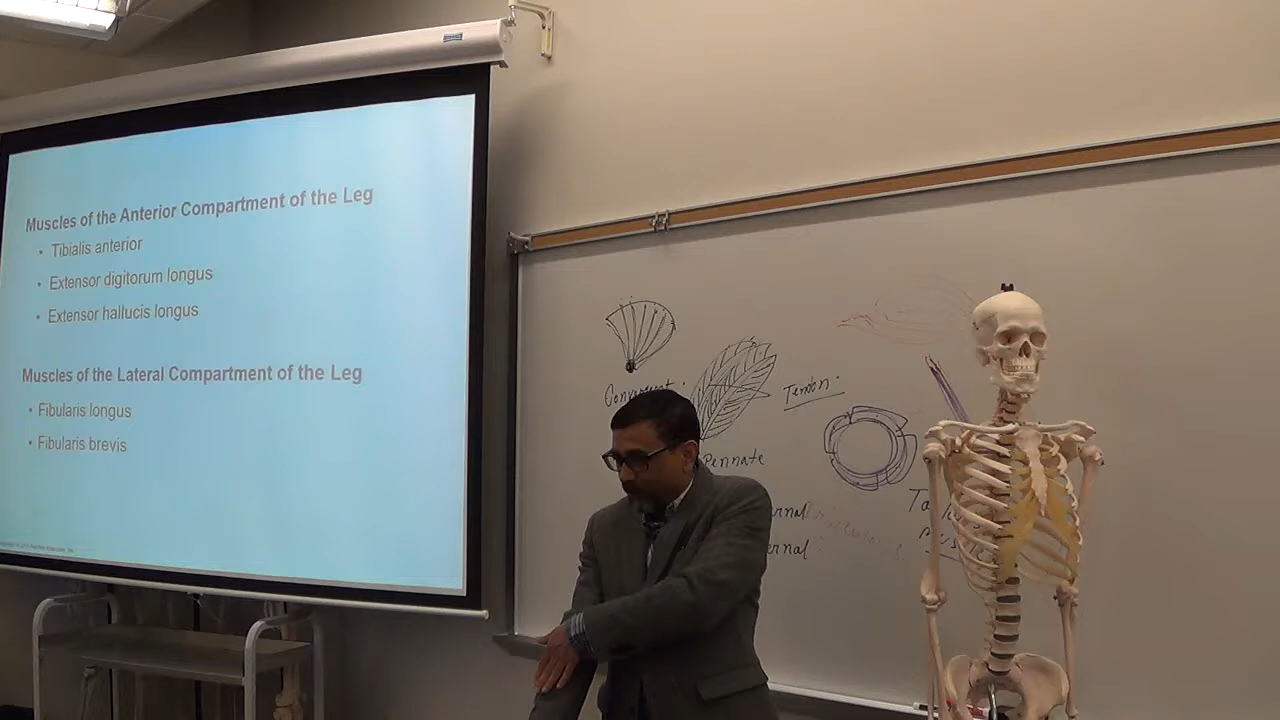 Muscles of the Anterior Compartment of the Leg
• Tibialis anterior
• Extensor digitorum longus
• Extensor hallucis longus
Muscles of the Lateral Compartment of the Leg
• Fibularis longus
• Fibularis brevis
Tendon
Pennate